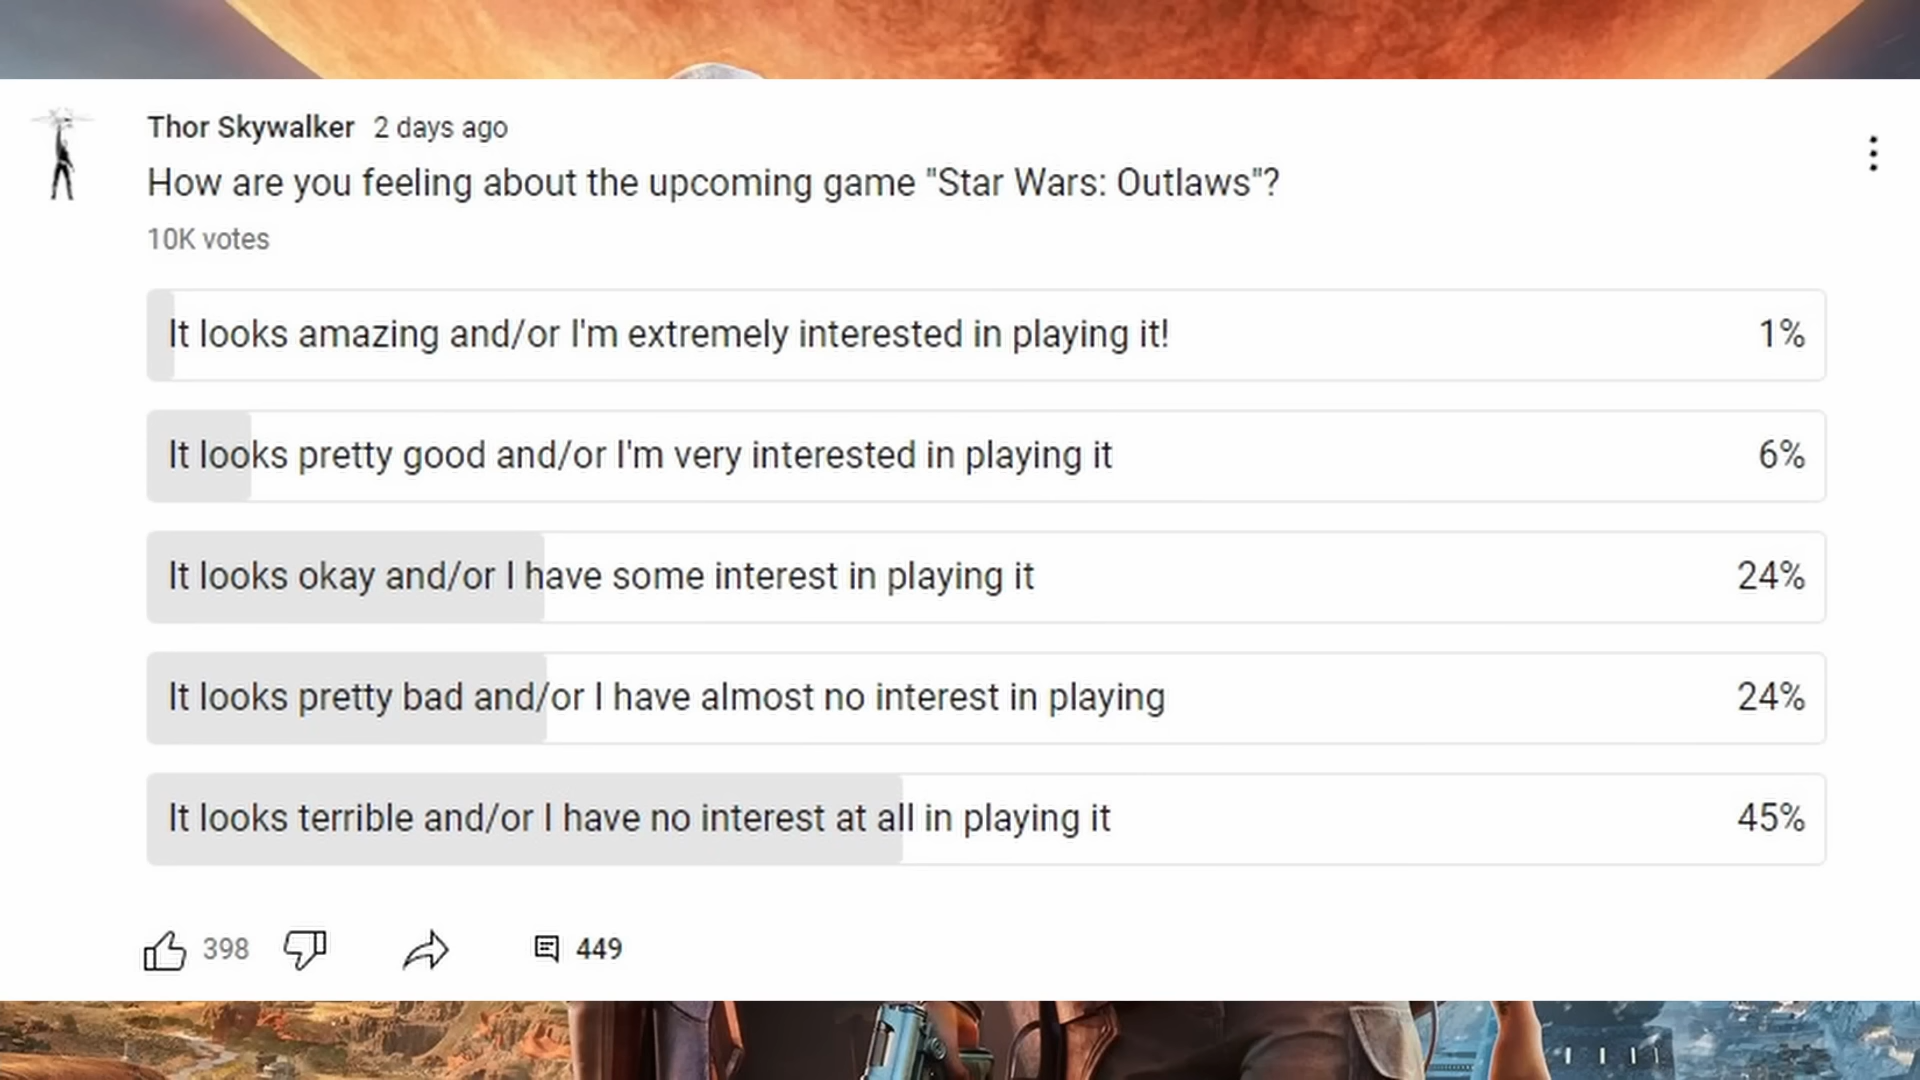 Thor Skywalker 2 days ago
How are you feeling about the upcoming game "Star Wars: Outlaws"?
10K votes
It looks amazing and/or I'm extremely interested in playing it! 1%
It looks pretty good and/or I'm very interested in playing it 6%
It looks okay and/or I have some interest in playing it 24%
It looks pretty bad and/or I have almost no interest in playing 24%
It looks terrible and/or I have no interest at all in playing it 45%
398 449